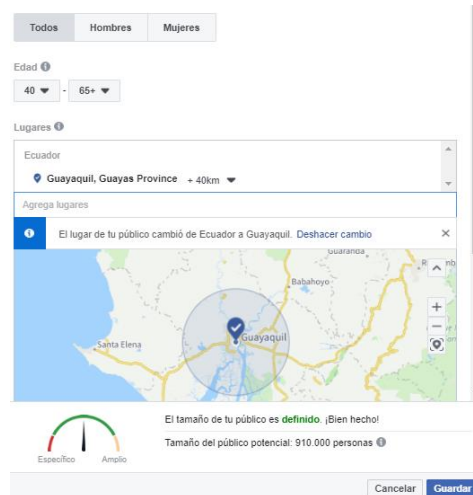 Todos Hombres Mujeres
Edad
40 - 65+
Lugares
Ecuador
Guayaquil, Guayas Province + 40km
Agrega lugares
El lugar de tu público cambió de Ecuador a Guayaquil. Deshacer cambio
Guaranda
Babahoyo
Guayaquil
Santa Elena
El tamaño de tu público es definido. ¡Bien hecho!
Tamaño del público potencial: 910.000 personas
Específico Amplio
Cancelar Guardar